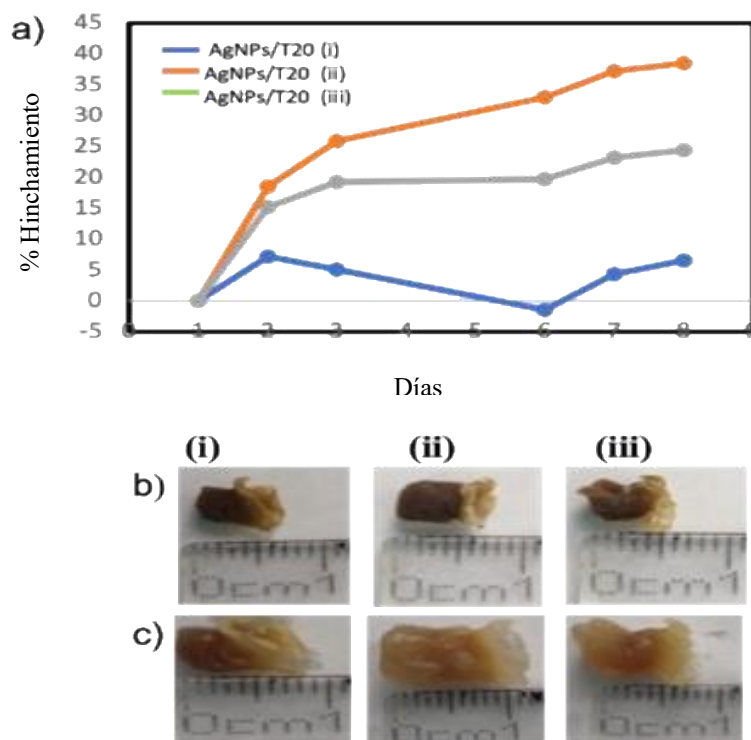 a)
45
40
35
30
25
20
15
10
5
0
-5
% Hinchamiento
AgNPs/T20 (i)
AgNPs/T20 (ii)
AgNPs/T20 (iii)
0 1 2 3 4 5 6 7 8
Días
(i) (ii) (iii)
b)
0cm1 0cm1 0cm1
c)
0cm1 0cm1 0cm1